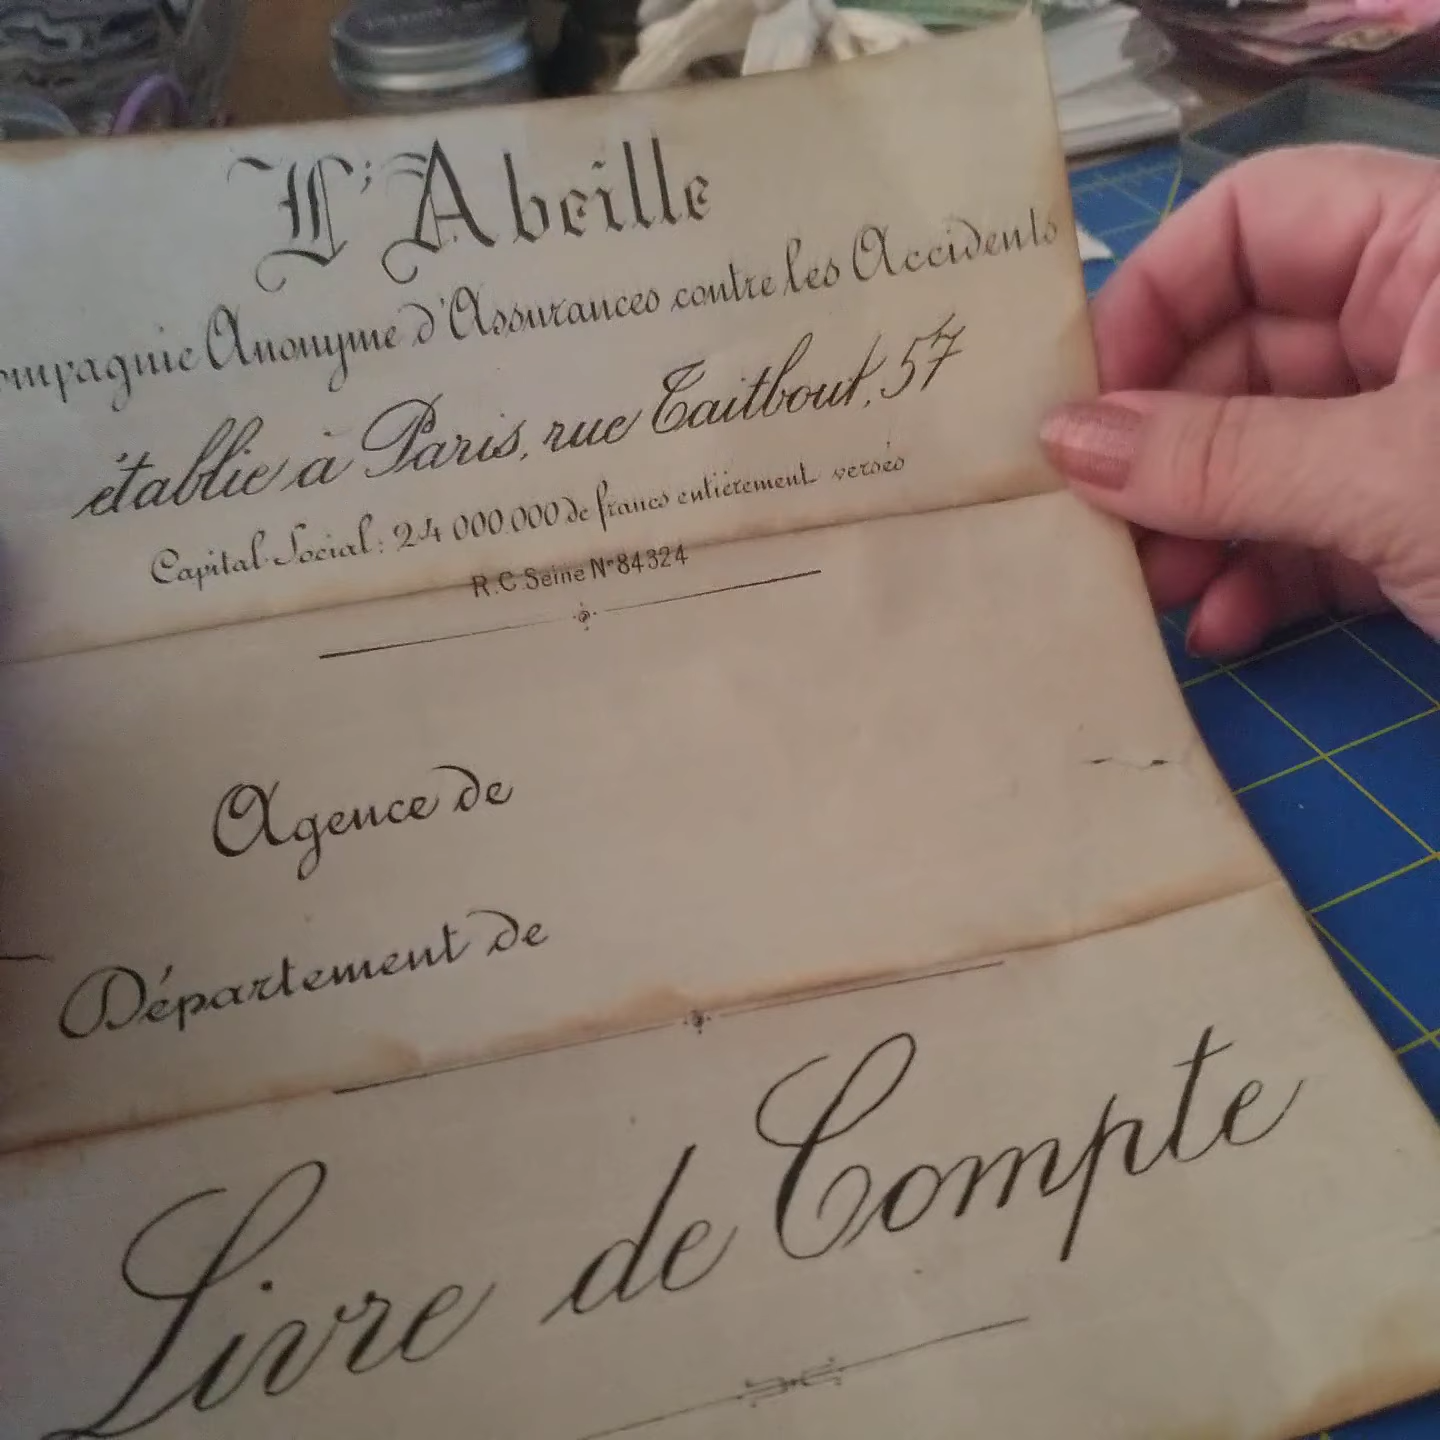 L'Abeille
ompagnie Anonyme d'Assurances contre les Accidents
établie à Paris, rue Taitbout, 57
Capital Social: 24 000.000 de francs entièrement versés
R.C. Seine Nº 84324
Agence de
Département de
Livre de Compte